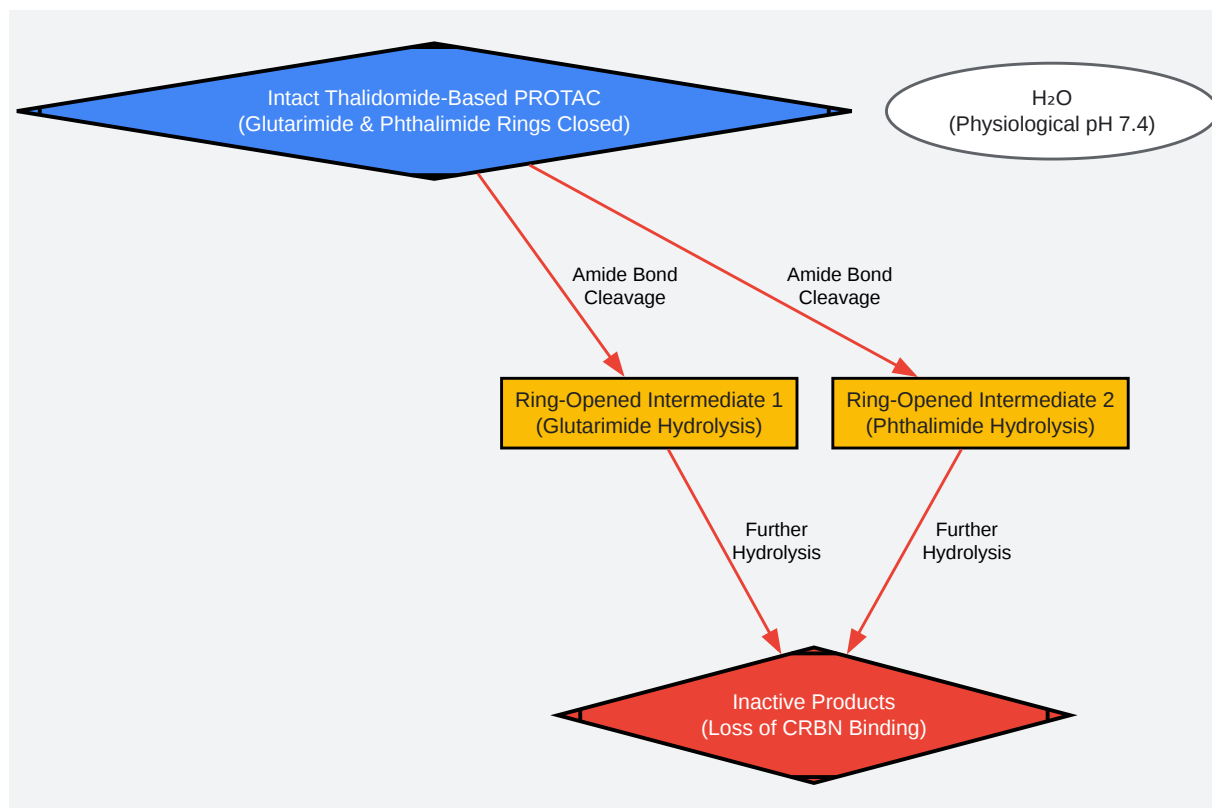 Intact Thalidomide-Based PROTAC
(Glutarimide & Phthalimide Rings Closed)
H₂O
(Physiological pH 7.4)
Amide Bond
Cleavage
Amide Bond
Cleavage
Ring-Opened Intermediate 1
(Glutarimide Hydrolysis)
Ring-Opened Intermediate 2
(Phthalimide Hydrolysis)
Further
Hydrolysis
Further
Hydrolysis
Inactive Products
(Loss of CRBN Binding)